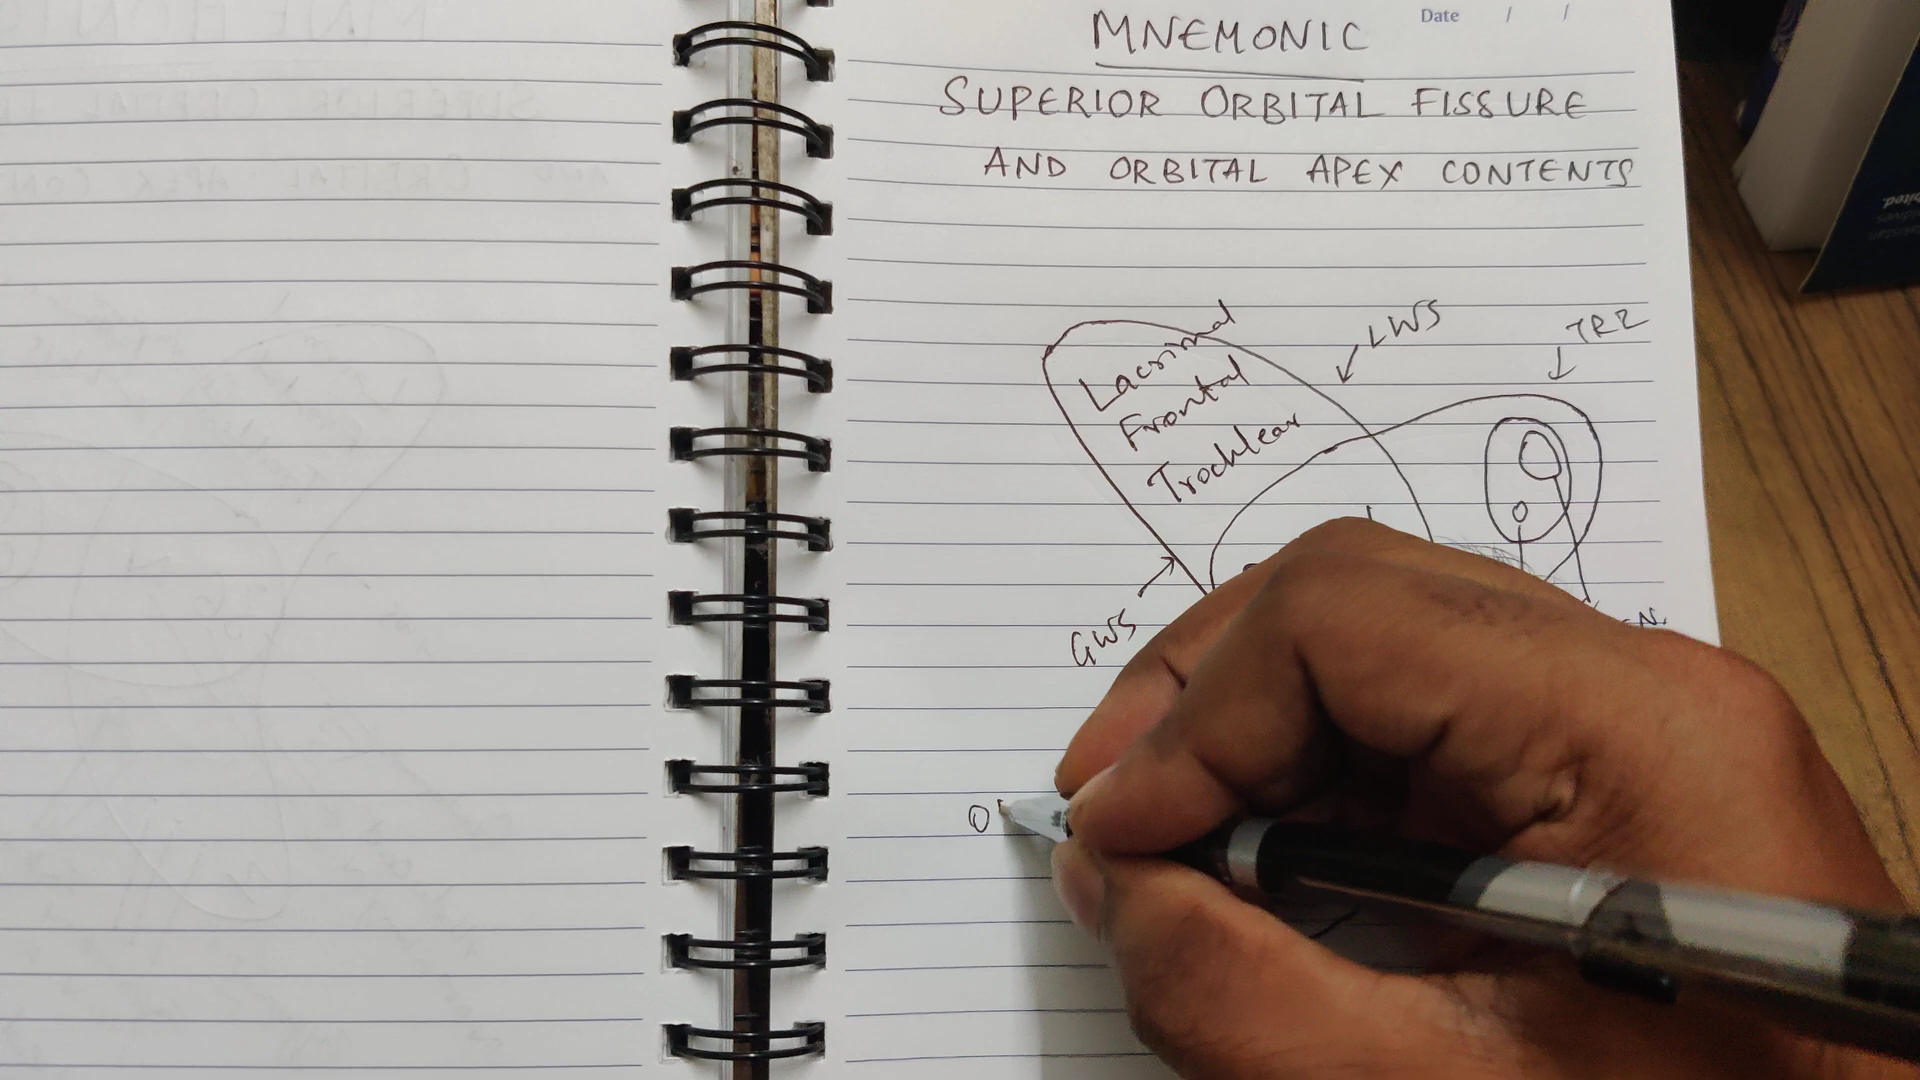 Date / /
MNEMONIC
SUPERIOR ORBITAL FISSURE
AND ORBITAL APEX CONTENTS
LWS
TRZ
Lacrimal
Frontal
Trochlear
GWS
O